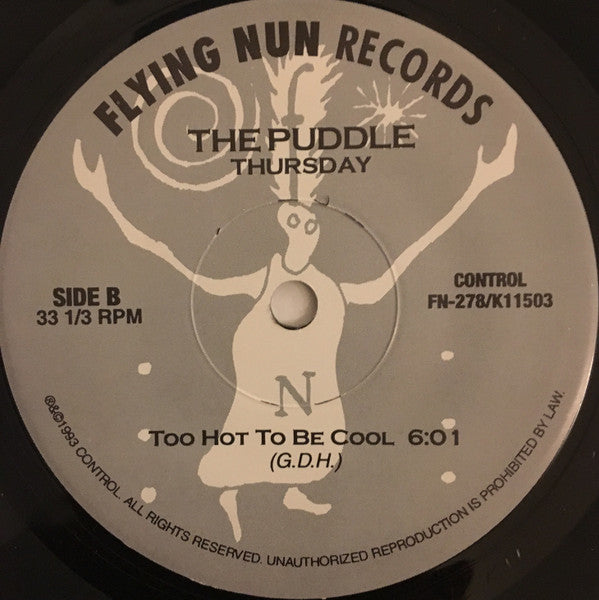 FLYING NUN RECORDS
THE PUDDLE
THURSDAY
SIDE B
33 1/3 RPM
CONTROL
FN-278/K11503
N
TOO HOT TO BE COOL 6:01
(G.D.H.)
℗&©1993 CONTROL. ALL RIGHTS RESERVED. UNAUTHORIZED REPRODUCTION IS PROHIBITED BY LAW.